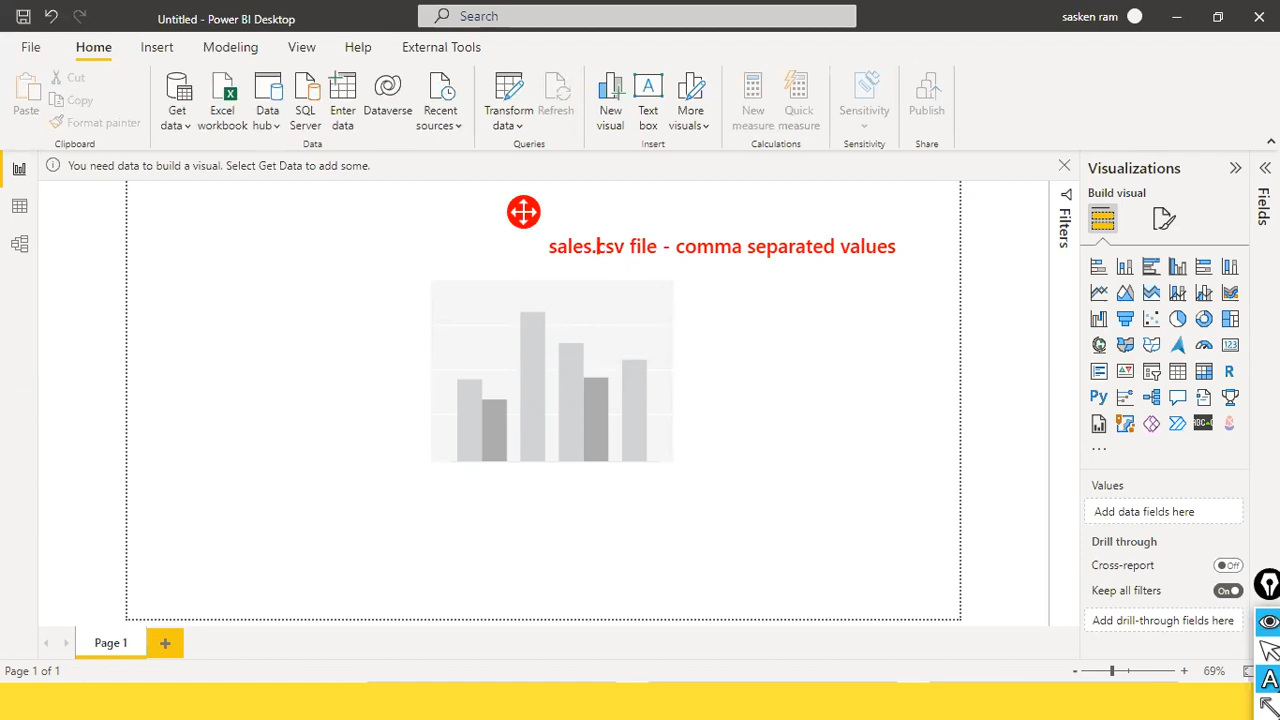 Untitled - Power BI Desktop
Search
sasken ram
File Home Insert Modeling View Help External Tools
Paste
Cut
Copy
Format painter
Clipboard
Get data
Excel workbook
Data hub
SQL Server
Enter data
Dataverse
Recent sources
Data
Transform data
Refresh
Queries
New visual
Text box
More visuals
Insert
New measure
Quick measure
Calculations
Sensitivity
Sensitivity
Publish
Share
You need data to build a visual. Select Get Data to add some.
sales.csv file - comma separated values
Filters
Visualizations
Build visual
123
R
Py
ABC
Values
Add data fields here
Drill through
Cross-report
Off
Keep all filters
On
Add drill-through fields here
Fields
A
Page 1
Page 1 of 1
69%